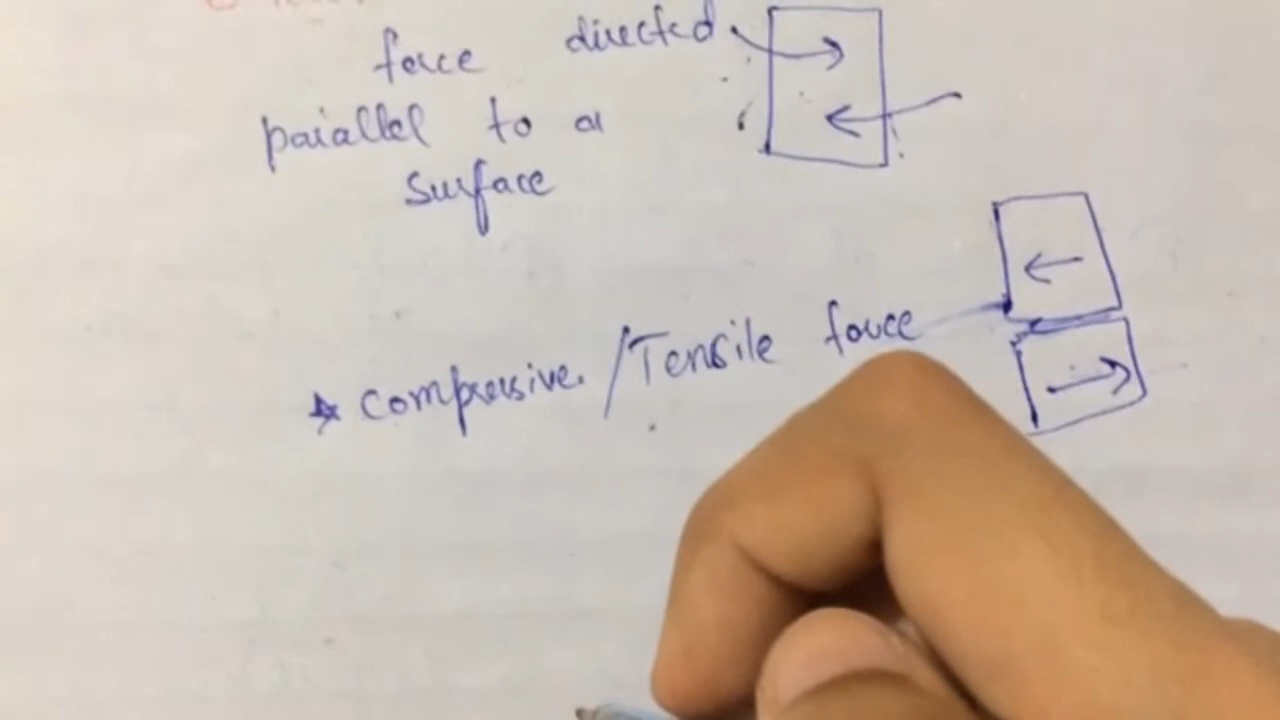 force directed
parallel to a
surface
* Compressive. / Tensile force